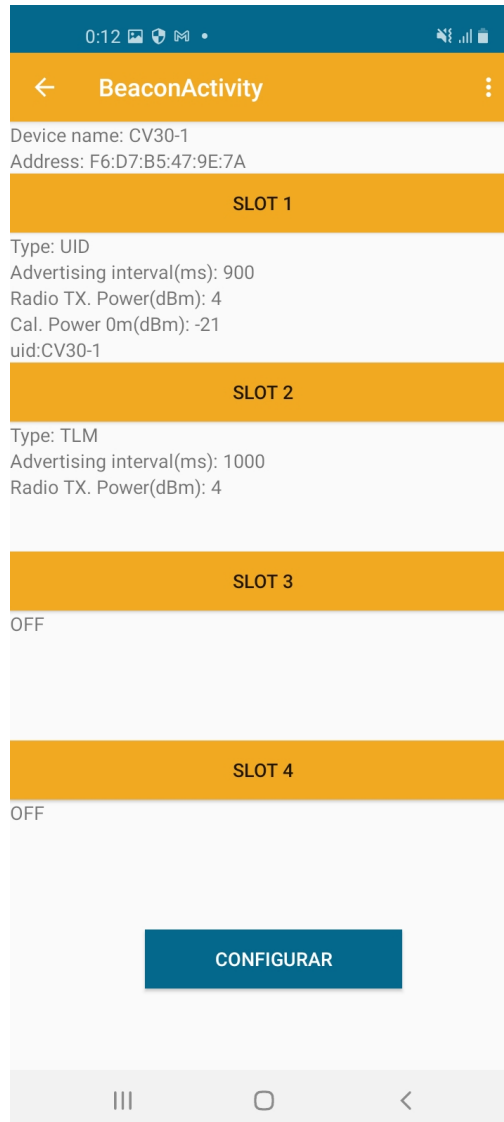 0:12
BeaconActivity
Device name: CV30-1
Address: F6:D7:B5:47:9E:7A
SLOT 1
Type: UID
Advertising interval(ms): 900
Radio TX. Power(dBm): 4
Cal. Power 0m(dBm): -21
uid:CV30-1
SLOT 2
Type: TLM
Advertising interval(ms): 1000
Radio TX. Power(dBm): 4
SLOT 3
OFF
SLOT 4
OFF
CONFIGURAR